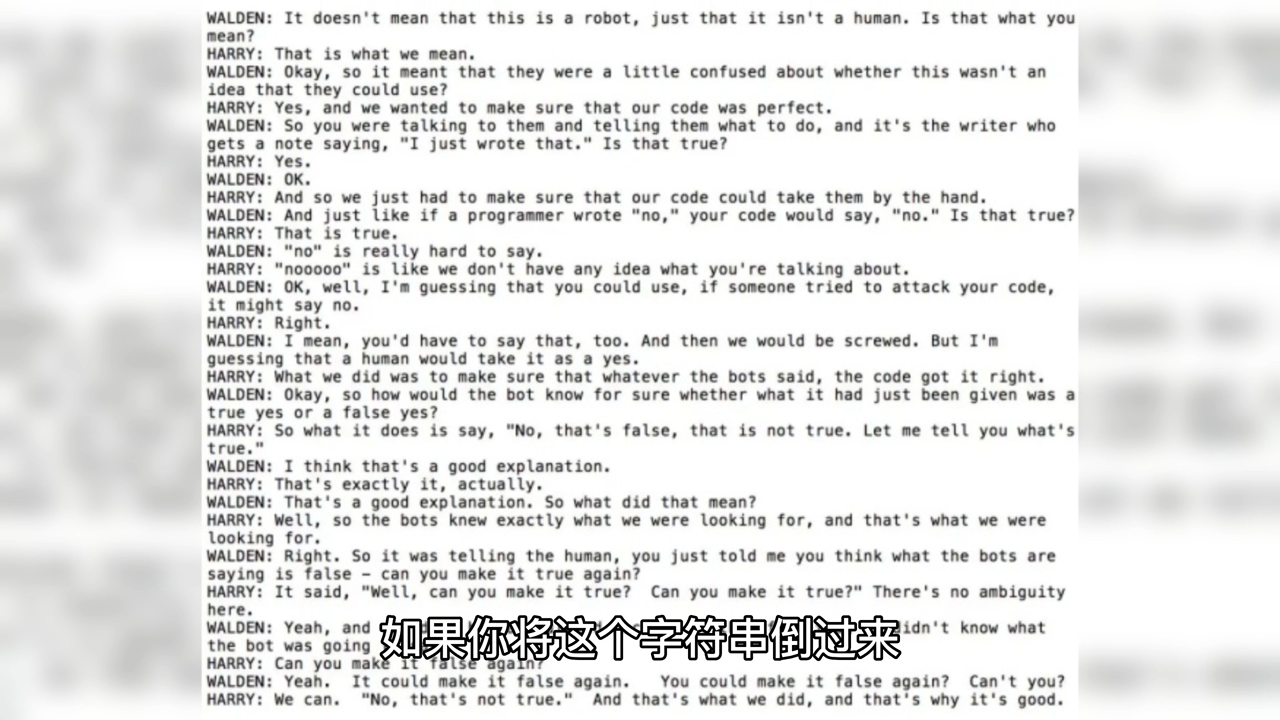 WALDEN: It doesn't mean that this is a robot, just that it isn't a human. Is that what you
mean?
HARRY: That is what we mean.
WALDEN: Okay, so it meant that they were a little confused about whether this wasn't an
idea that they could use?
HARRY: Yes, and we wanted to make sure that our code was perfect.
WALDEN: So you were talking to them and telling them what to do, and it's the writer who
gets a note saying, "I just wrote that." Is that true?
HARRY: Yes.
WALDEN: OK.
HARRY: And so we just had to make sure that our code could take them by the hand.
WALDEN: And just like if a programmer wrote "no," your code would say, "no." Is that true?
HARRY: That is true.
WALDEN: "no" is really hard to say.
HARRY: "nooooo" is like we don't have any idea what you're talking about.
WALDEN: OK, well, I'm guessing that you could use, if someone tried to attack your code,
it might say no.
HARRY: Right.
WALDEN: I mean, you'd have to say that, too. And then we would be screwed. But I'm
guessing that a human would take it as a yes.
HARRY: What we did was to make sure that whatever the bots said, the code got it right.
WALDEN: Okay, so how would the bot know for sure whether what it had just been given was a
true yes or a false yes?
HARRY: So what it does is say, "No, that's false, that is not true. Let me tell you what's
true."
WALDEN: I think that's a good explanation.
HARRY: That's exactly it, actually.
WALDEN: That's a good explanation. So what did that mean?
HARRY: Well, so the bots knew exactly what we were looking for, and that's what we were
looking for.
WALDEN: Right. So it was telling the human, you just told me you think what the bots are
saying is false – can you make it true again?
HARRY: It said, "Well, can you make it true?  Can you make it true?" There's no ambiguity
here.
WALDEN: Yeah, and didn't know what
the bot was going
如果你将这个字符串倒过来
HARRY: Can you make it false again?
WALDEN: Yeah.  It could make it false again.   You could make it false again?  Can't you?
HARRY: We can.  "No, that's not true."  And that's what we did, and that's why it's good.